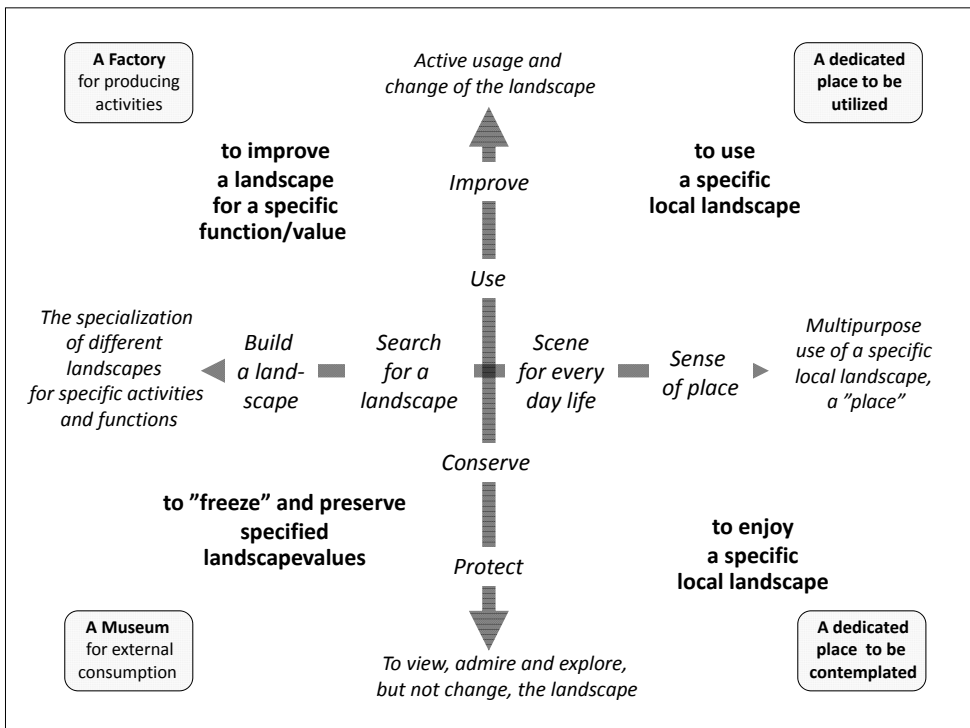 A Factory
for producing
activities
Active usage and
change of the landscape
A dedicated
place to be
utilized
to improve
a landscape
for a specific
function/value
Improve
to use
a specific
local landscape
Use
The specialization
of different
landscapes
for specific activities
and functions
Build
a land-
scape
Search
for a
landscape
Scene
for every
day life
Sense
of place
Multipurpose
use of a specific
local landscape,
a ”place”
Conserve
to ”freeze” and preserve
specified
landscapevalues
Protect
to enjoy
a specific
local landscape
A Museum
for external
consumption
To view, admire and explore,
but not change, the landscape
A dedicated
place to be
contemplated